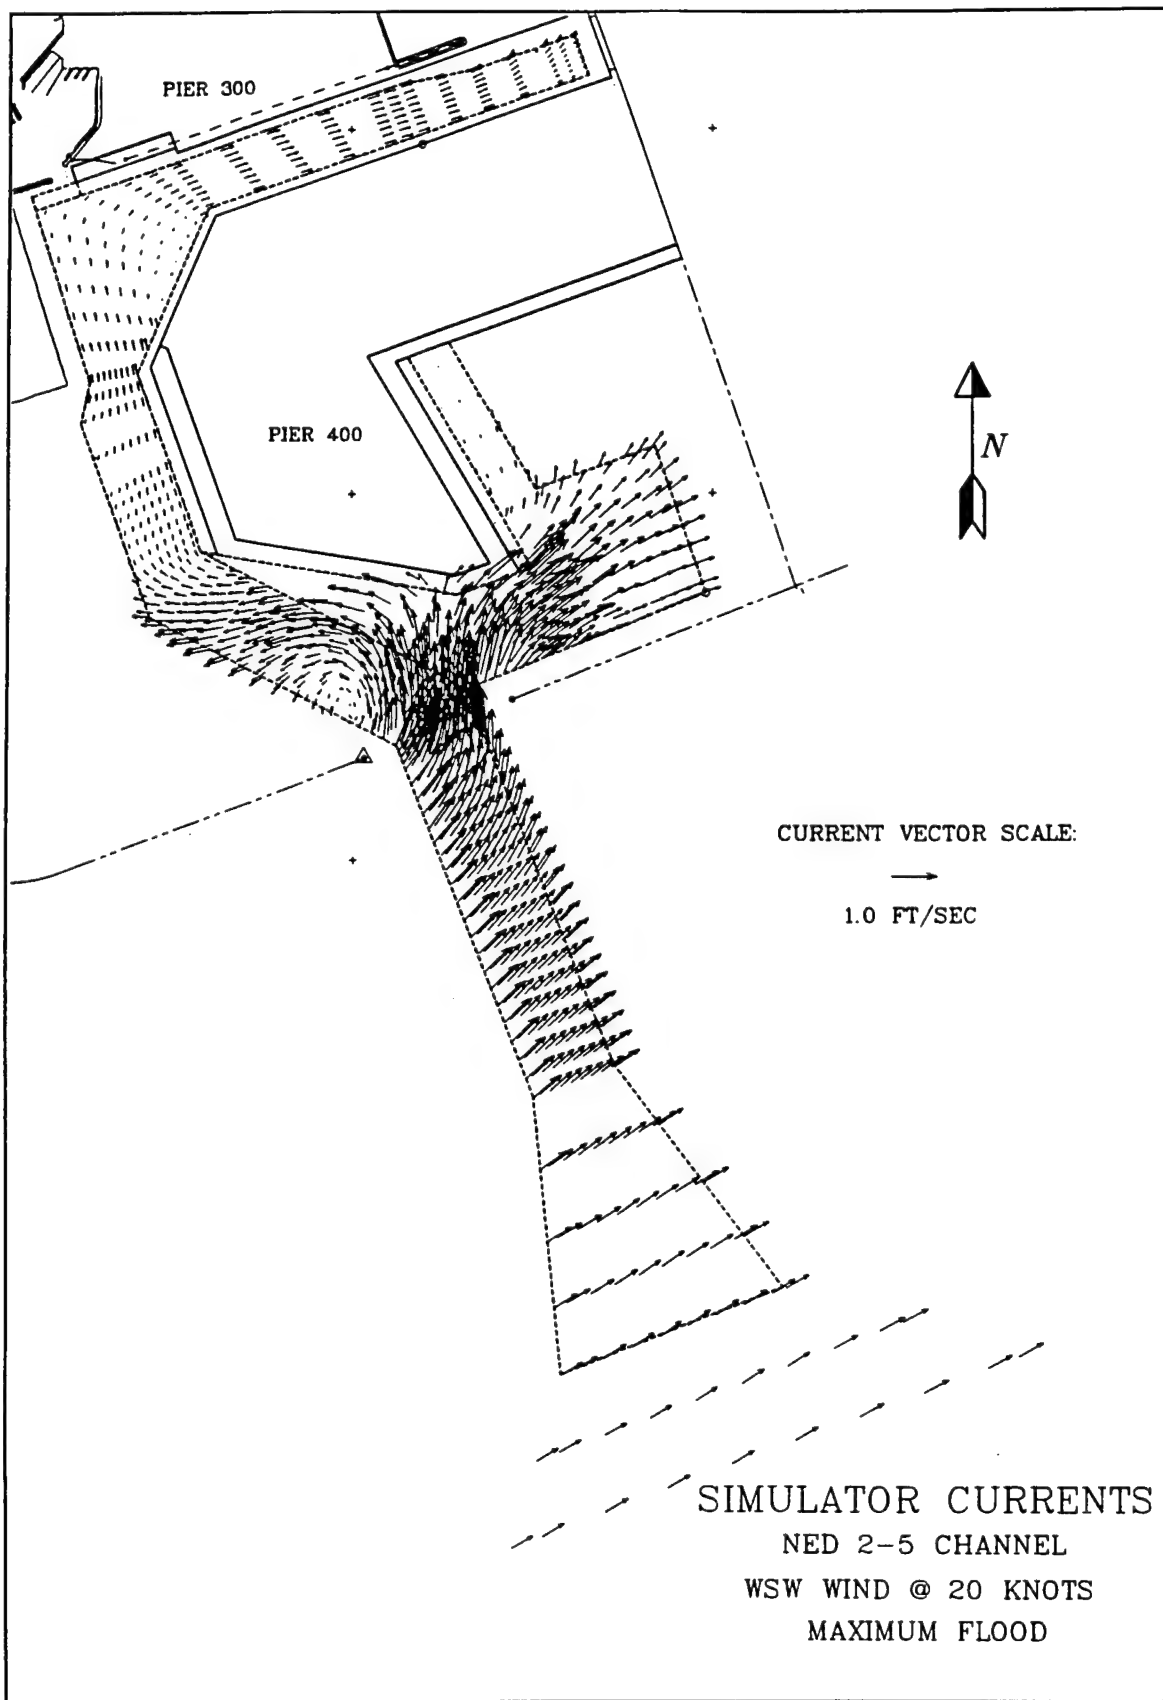 PIER 300
PIER 400
N
CURRENT VECTOR SCALE:
1.0 FT/SEC
SIMULATOR CURRENTS
NED 2-5 CHANNEL
WSW WIND @ 20 KNOTS
MAXIMUM FLOOD